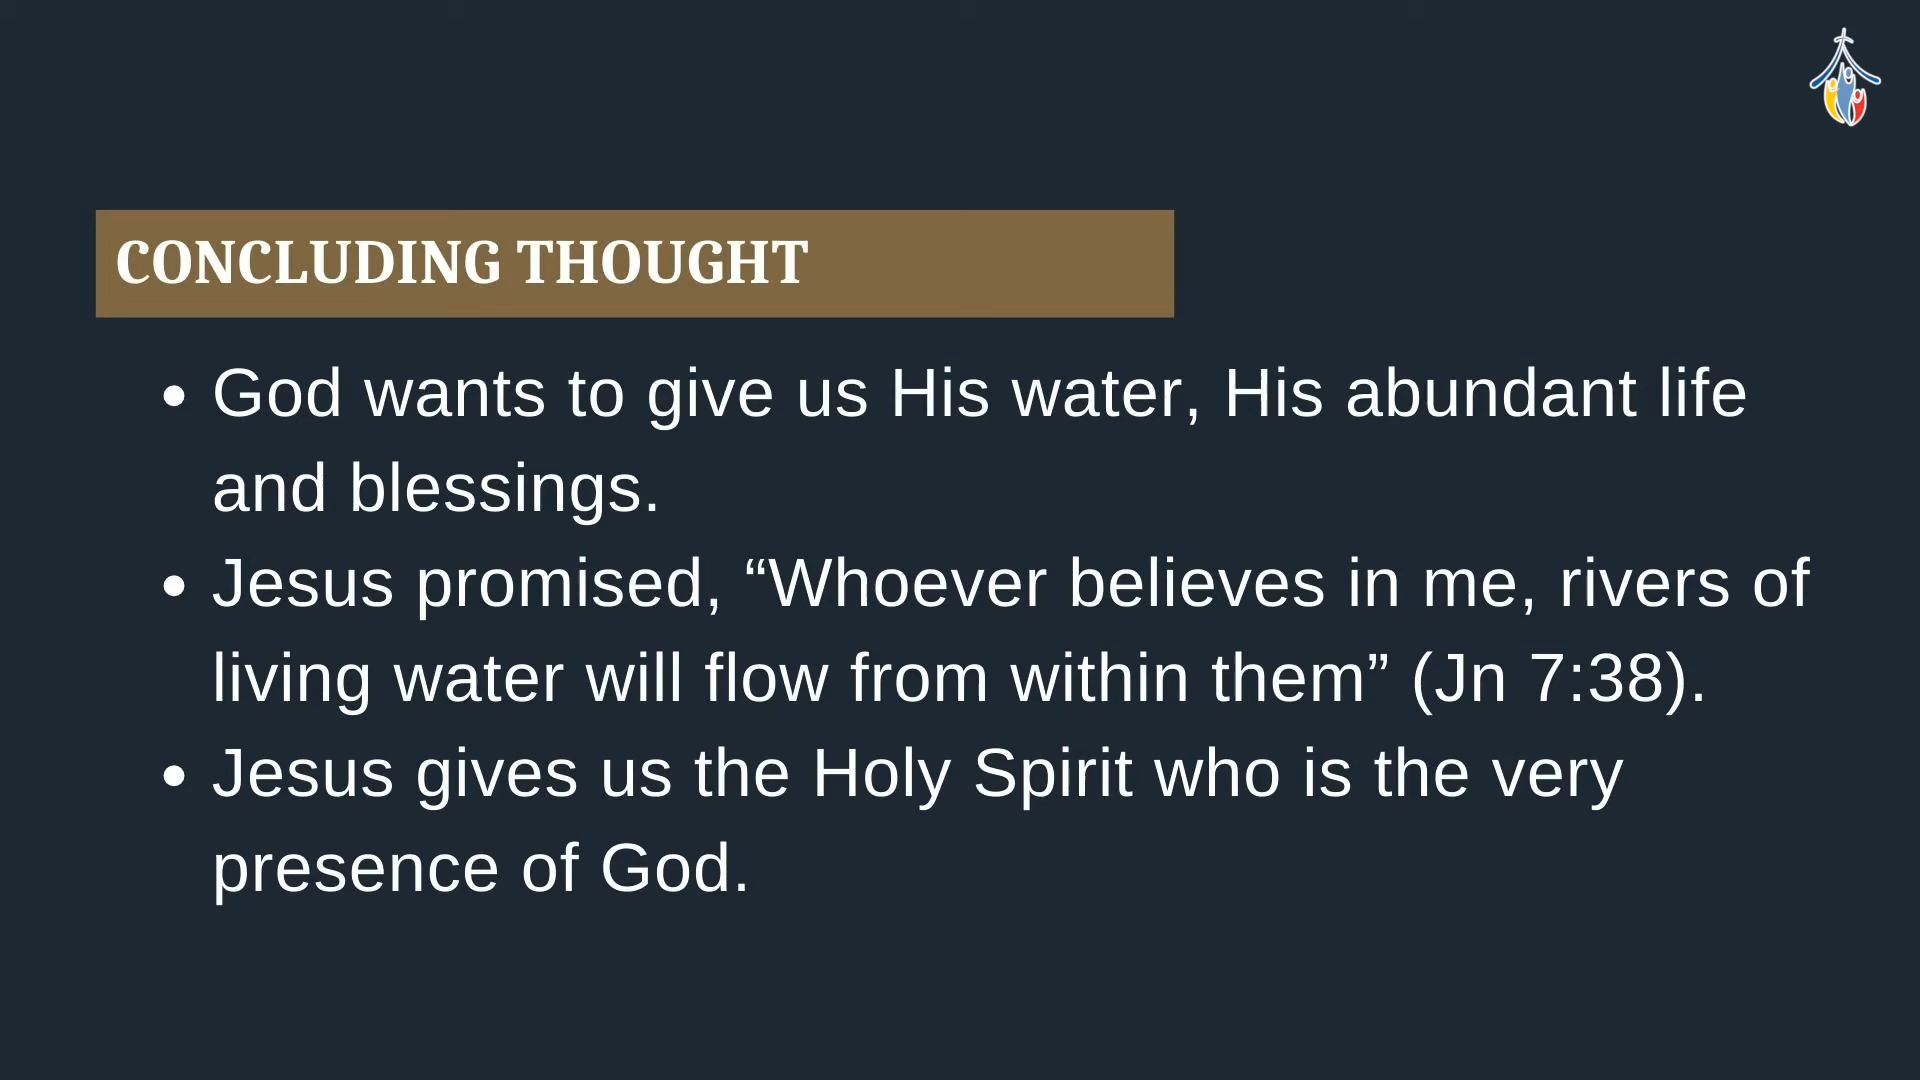 CONCLUDING THOUGHT
• God wants to give us His water, His abundant life
and blessings.
• Jesus promised, “Whoever believes in me, rivers of
living water will flow from within them” (Jn 7:38).
• Jesus gives us the Holy Spirit who is the very
presence of God.